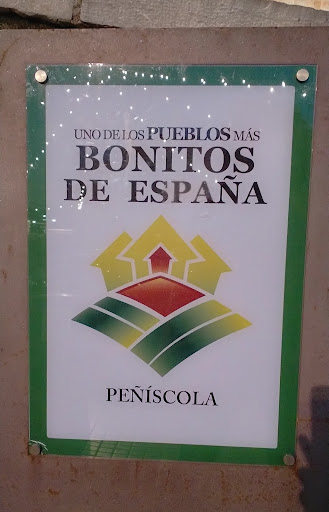 UNO DE LOS PUEBLOS MÁS
BONITOS
DE ESPAÑA
PEÑÍSCOLA